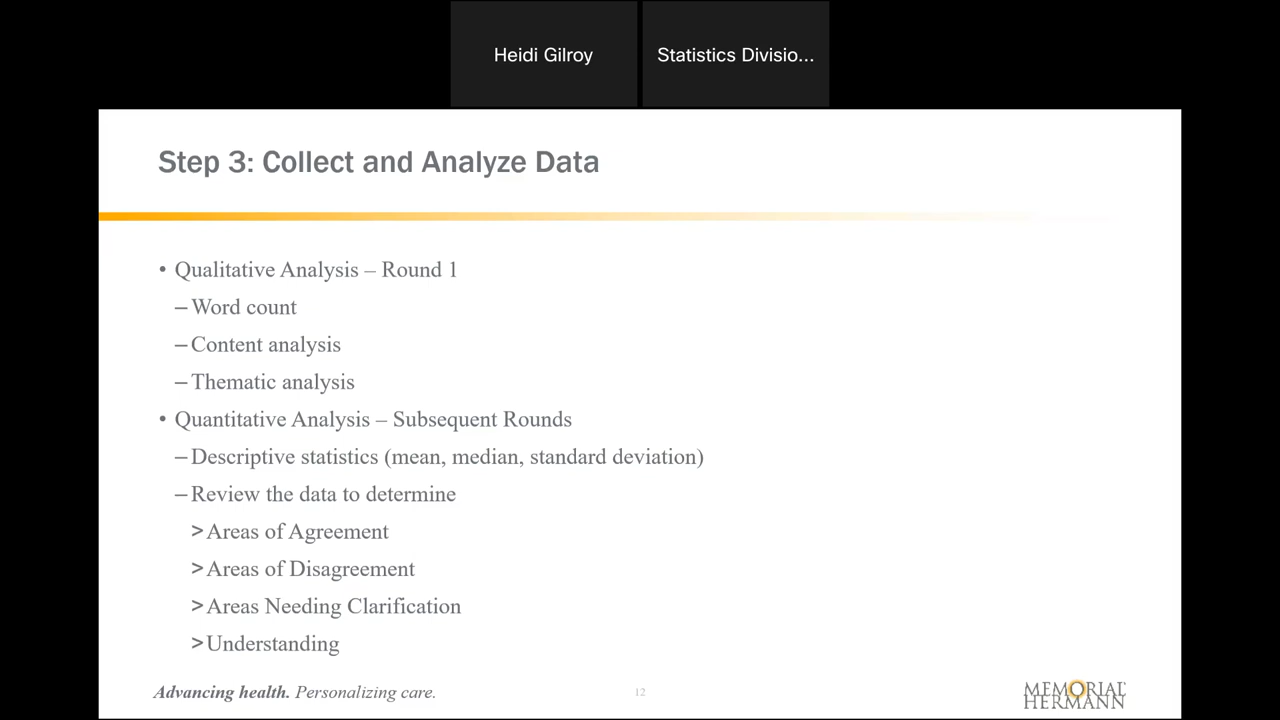 Heidi Gilroy
Statistics Divisio...
Step 3: Collect and Analyze Data
• Qualitative Analysis – Round 1
– Word count
– Content analysis
– Thematic analysis
• Quantitative Analysis – Subsequent Rounds
– Descriptive statistics (mean, median, standard deviation)
– Review the data to determine
> Areas of Agreement
> Areas of Disagreement
> Areas Needing Clarification
> Understanding
Advancing health. Personalizing care.
12
MEMORIAL
HERMANN